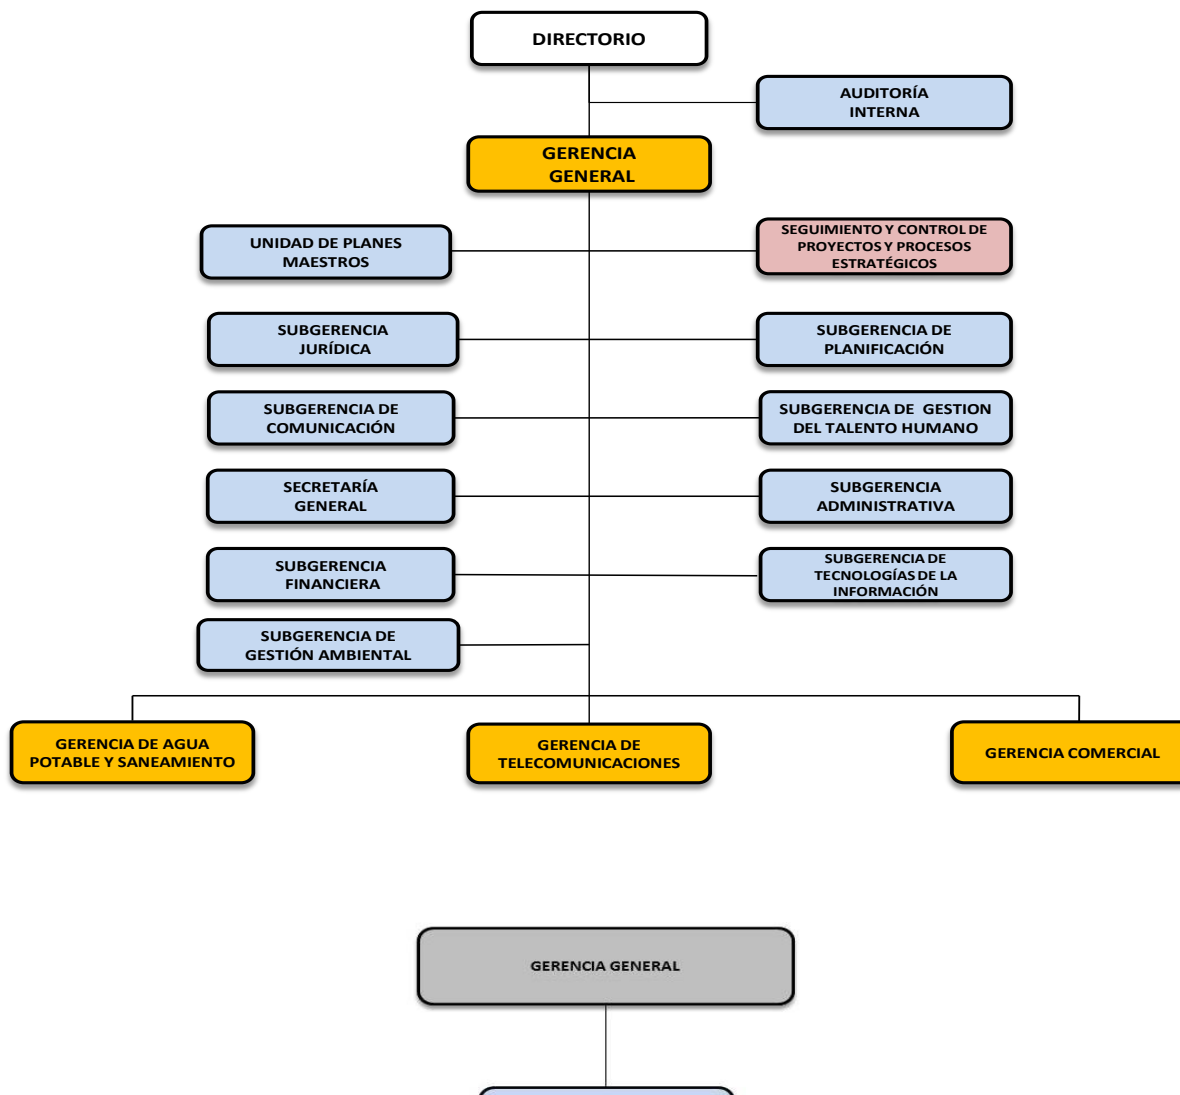 DIRECTORIO
AUDITORÍA
INTERNA
GERENCIA
GENERAL
UNIDAD DE PLANES
MAESTROS
SEGUIMIENTO Y CONTROL DE
PROYECTOS Y PROCESOS
ESTRATÉGICOS
SUBGERENCIA
JURÍDICA
SUBGERENCIA DE
PLANIFICACIÓN
SUBGERENCIA DE
COMUNICACIÓN
SUBGERENCIA DE GESTION
DEL TALENTO HUMANO
SECRETARÍA
GENERAL
SUBGERENCIA
ADMINISTRATIVA
SUBGERENCIA
FINANCIERA
SUBGERENCIA DE
TECNOLOGÍAS DE LA
INFORMACIÓN
SUBGERENCIA DE
GESTIÓN AMBIENTAL
GERENCIA DE AGUA
POTABLE Y SANEAMIENTO
GERENCIA DE
TELECOMUNICACIONES
GERENCIA COMERCIAL
GERENCIA GENERAL